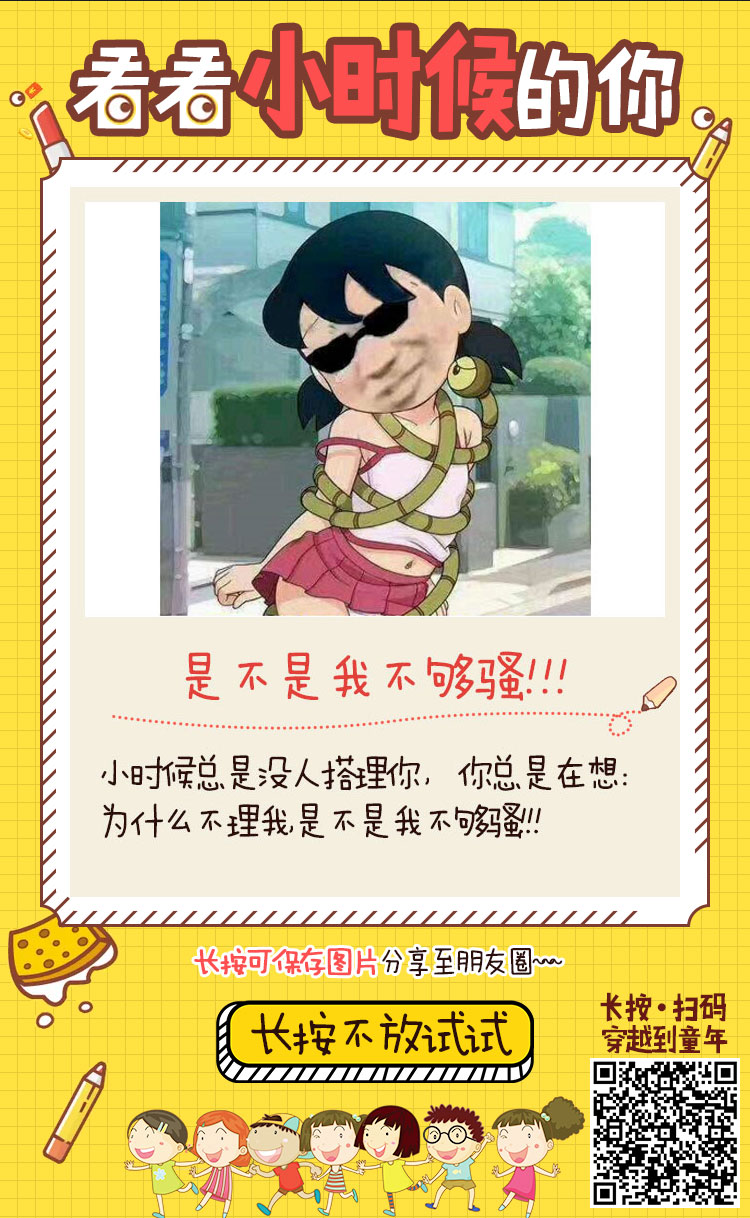 看看小时候的你
是不是我不够骚!!!
小时候总是没人搭理你，你总是在想:
为什么不理我,是不是我不够骚!!!
长按可保存图片分享至朋友圈~~
长按不放试试
长按·扫码
穿越到童年